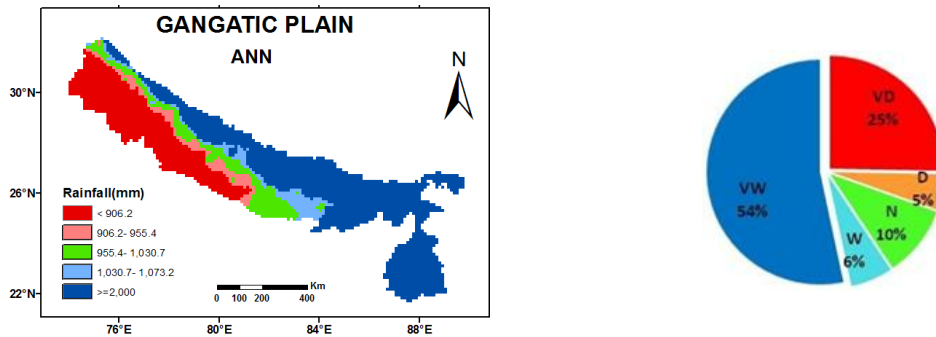 GANGATIC PLAIN
ANN
N
30°N
26°N
22°N
Rainfall(mm)
< 906.2
906.2- 955.4
955.4- 1,030.7
1,030.7- 1,073.2
>=2,000
Km
0 100 200 400
76°E 80°E 84°E 88°E
VD
25%
D
5%
N
10%
W
6%
VW
54%